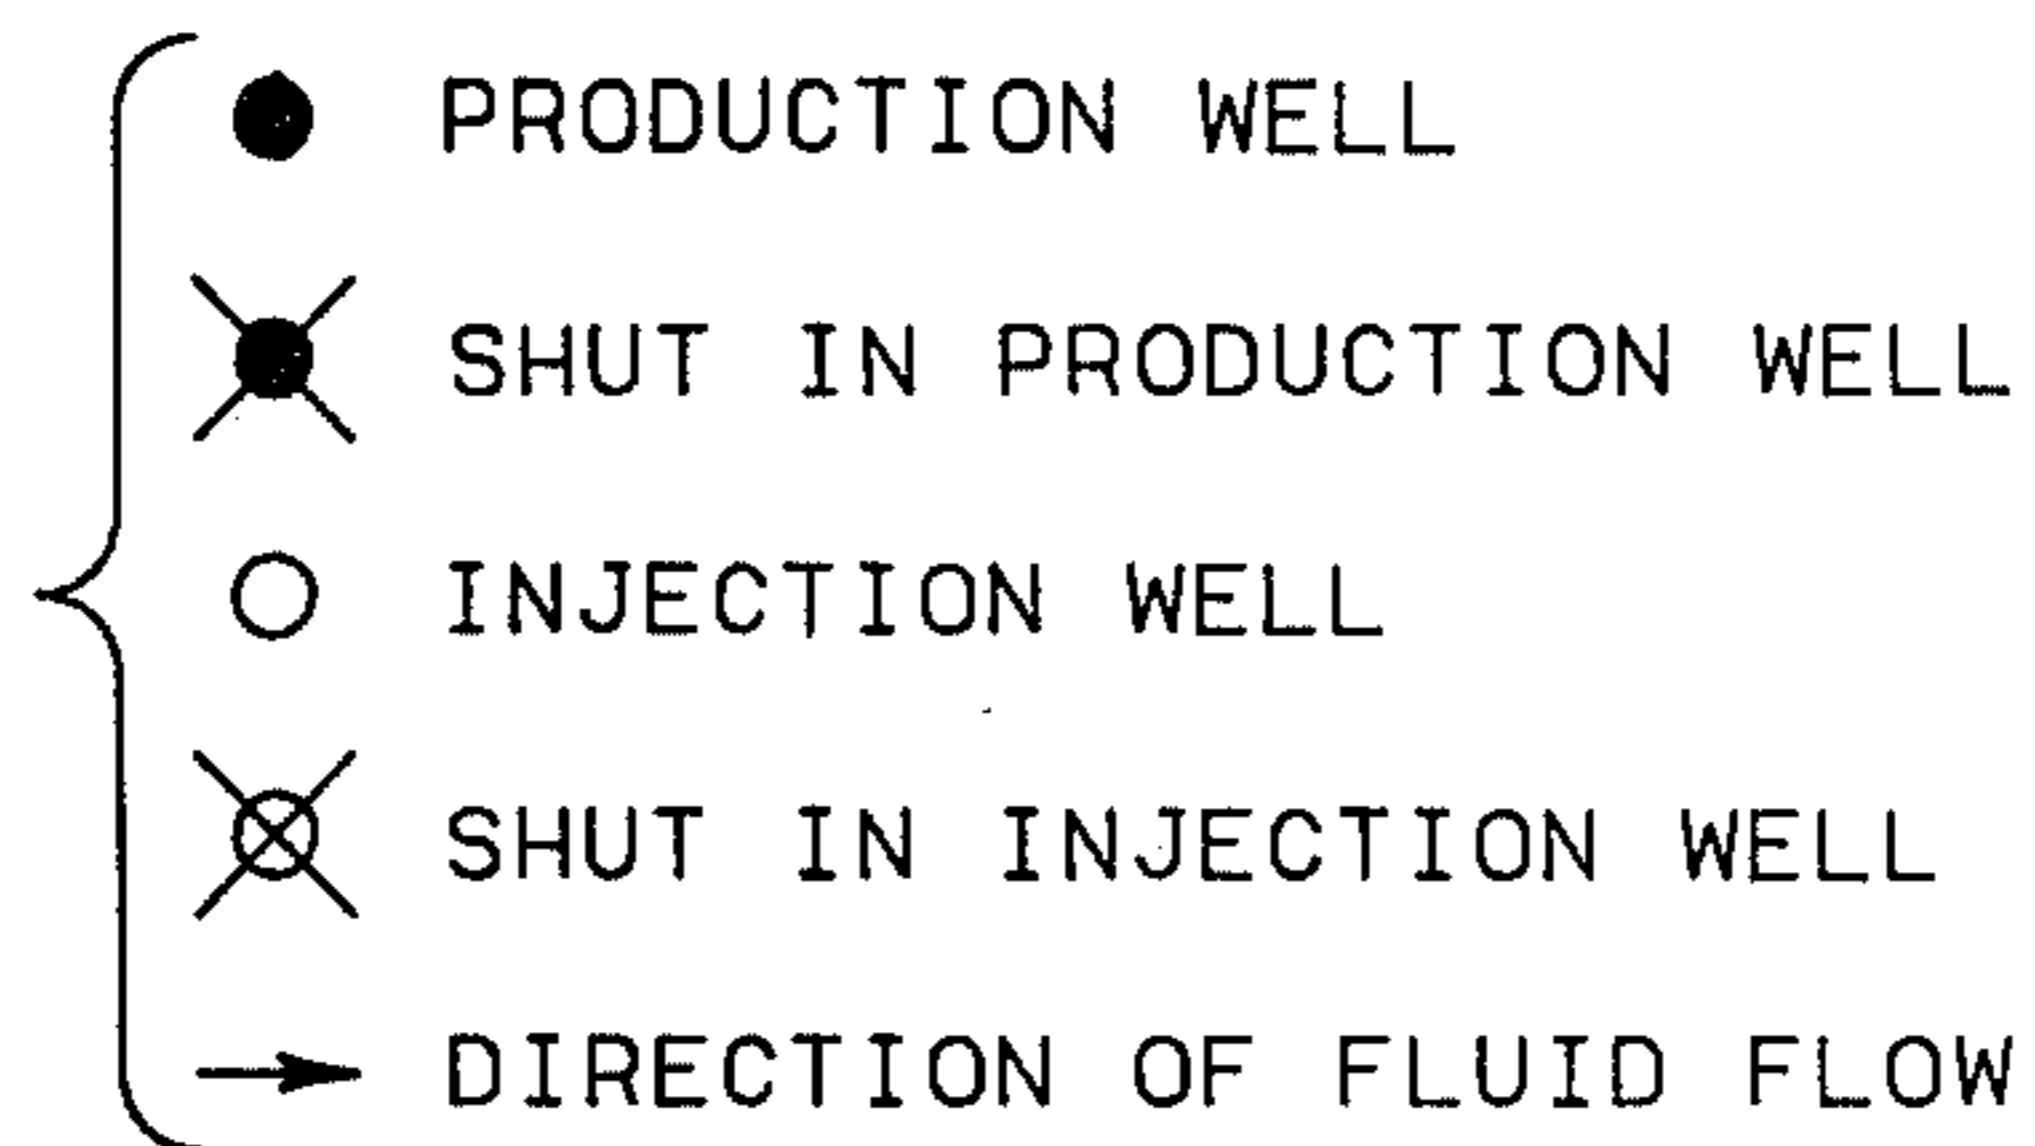 PRODUCTION WELL
SHUT IN PRODUCTION WELL
INJECTION WELL
SHUT IN INJECTION WELL
DIRECTION OF FLUID FLOW